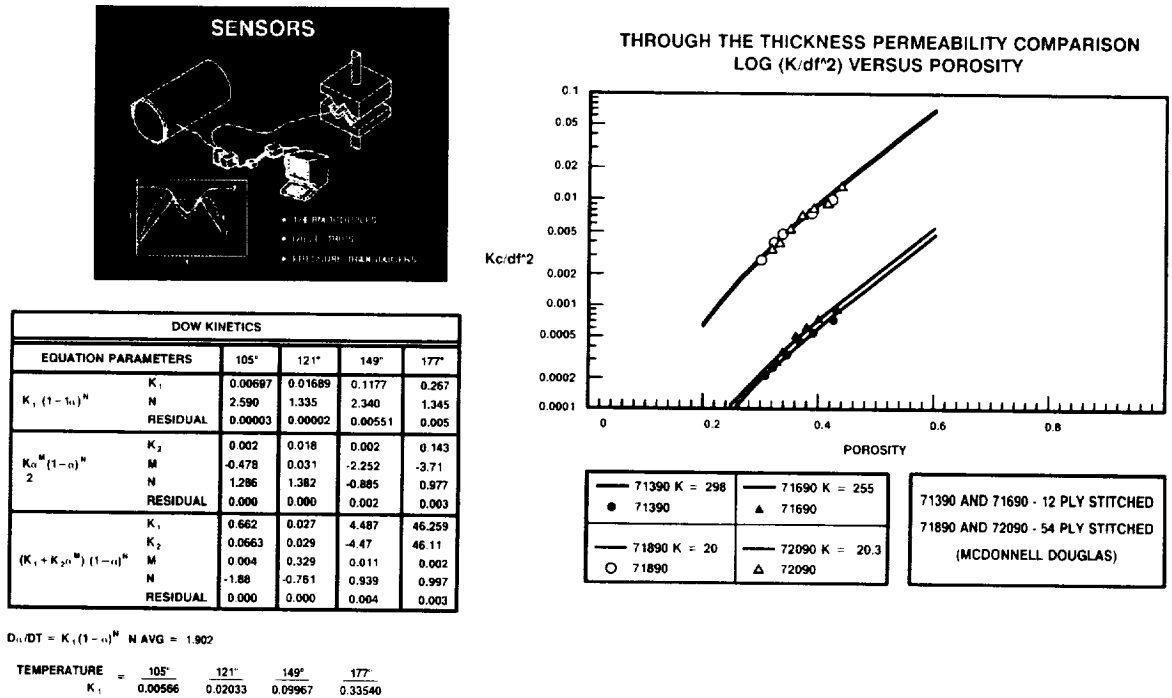 SENSORS
PRESSURE TRANSDUCERS
DOW KINETICS
EQUATION PARAMETERS 105° 121° 149° 177°
K₁ 0.00697 0.01689 0.1177 0.267
K₁ (1-1α)ᴺ N 2.590 1.335 2.340 1.345
RESIDUAL 0.00003 0.00002 0.00551 0.005
K₂ 0.002 0.018 0.002 0.143
Kαᴹ(1-α)ᴺ M -0.478 0.031 -2.252 -3.71
2 N 1.286 1.382 -0.885 0.977
RESIDUAL 0.000 0.000 0.002 0.003
K₁ 0.662 0.027 4.487 46.259
K₂ 0.0663 0.029 -4.47 46.11
(K₁+K₂αᴹ) (1-α)ᴺ M 0.004 0.329 0.011 0.002
N -1.88 -0.761 0.939 0.997
RESIDUAL 0.000 0.000 0.004 0.003
Dα/DT = K₁(1-α)ᴺ N AVG = 1.902
TEMPERATURE = 105° 121° 149° 177°
K₁ 0.00566 0.02033 0.09967 0.33540
THROUGH THE THICKNESS PERMEABILITY COMPARISON
LOG (K/df^2) VERSUS POROSITY
0.1
0.05
0.02
0.01
0.005
Kc/df^2
0.002
0.001
0.0005
0.0002
0.0001
0 0.2 0.4 0.6 0.8
POROSITY
71390 K = 298 71690 K = 255
71390 71690
71890 K = 20 72090 K = 20.3
71890 72090
71390 AND 71690 - 12 PLY STITCHED
71890 AND 72090 - 54 PLY STITCHED
(MCDONNELL DOUGLAS)